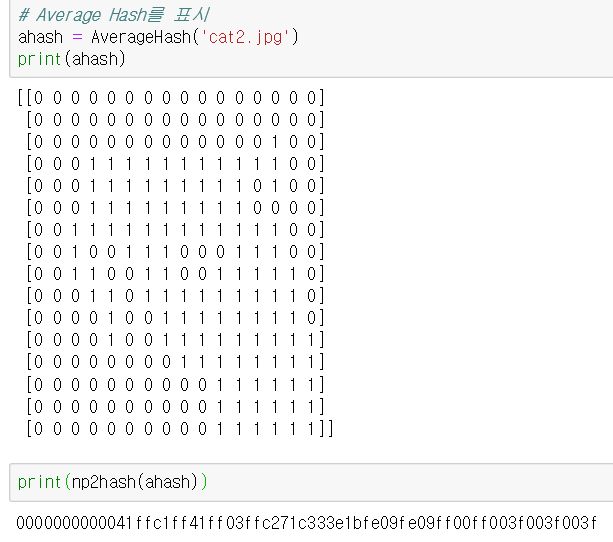 # Average Hash를 표시
ahash = AverageHash('cat2.jpg')
print(ahash)
[[0 0 0 0 0 0 0 0 0 0 0 0 0 0 0 0]
[0 0 0 0 0 0 0 0 0 0 0 0 0 0 0 0]
[0 0 0 0 0 0 0 0 0 0 0 0 0 1 0 0]
[0 0 0 1 1 1 1 1 1 1 1 1 1 1 0 0]
[0 0 0 1 1 1 1 1 1 1 1 1 0 1 0 0]
[0 0 0 1 1 1 1 1 1 1 1 1 0 0 0 0]
[0 0 1 1 1 1 1 1 1 1 1 1 1 1 0 0]
[0 0 1 0 0 1 1 1 0 0 0 1 1 1 0 0]
[0 0 1 1 0 0 1 1 0 0 1 1 1 1 1 0]
[0 0 0 1 1 0 1 1 1 1 1 1 1 1 1 0]
[0 0 0 0 1 0 0 1 1 1 1 1 1 1 1 0]
[0 0 0 0 1 0 0 1 1 1 1 1 1 1 1 1]
[0 0 0 0 0 0 0 0 1 1 1 1 1 1 1 1]
[0 0 0 0 0 0 0 0 0 0 1 1 1 1 1 1]
[0 0 0 0 0 0 0 0 0 0 1 1 1 1 1 1]
[0 0 0 0 0 0 0 0 0 0 1 1 1 1 1 1]]
print(np2hash(ahash))
0000000000041ffc1ff41ff03ffc271c333e1bfe09fe09ff00ff003f003f003f